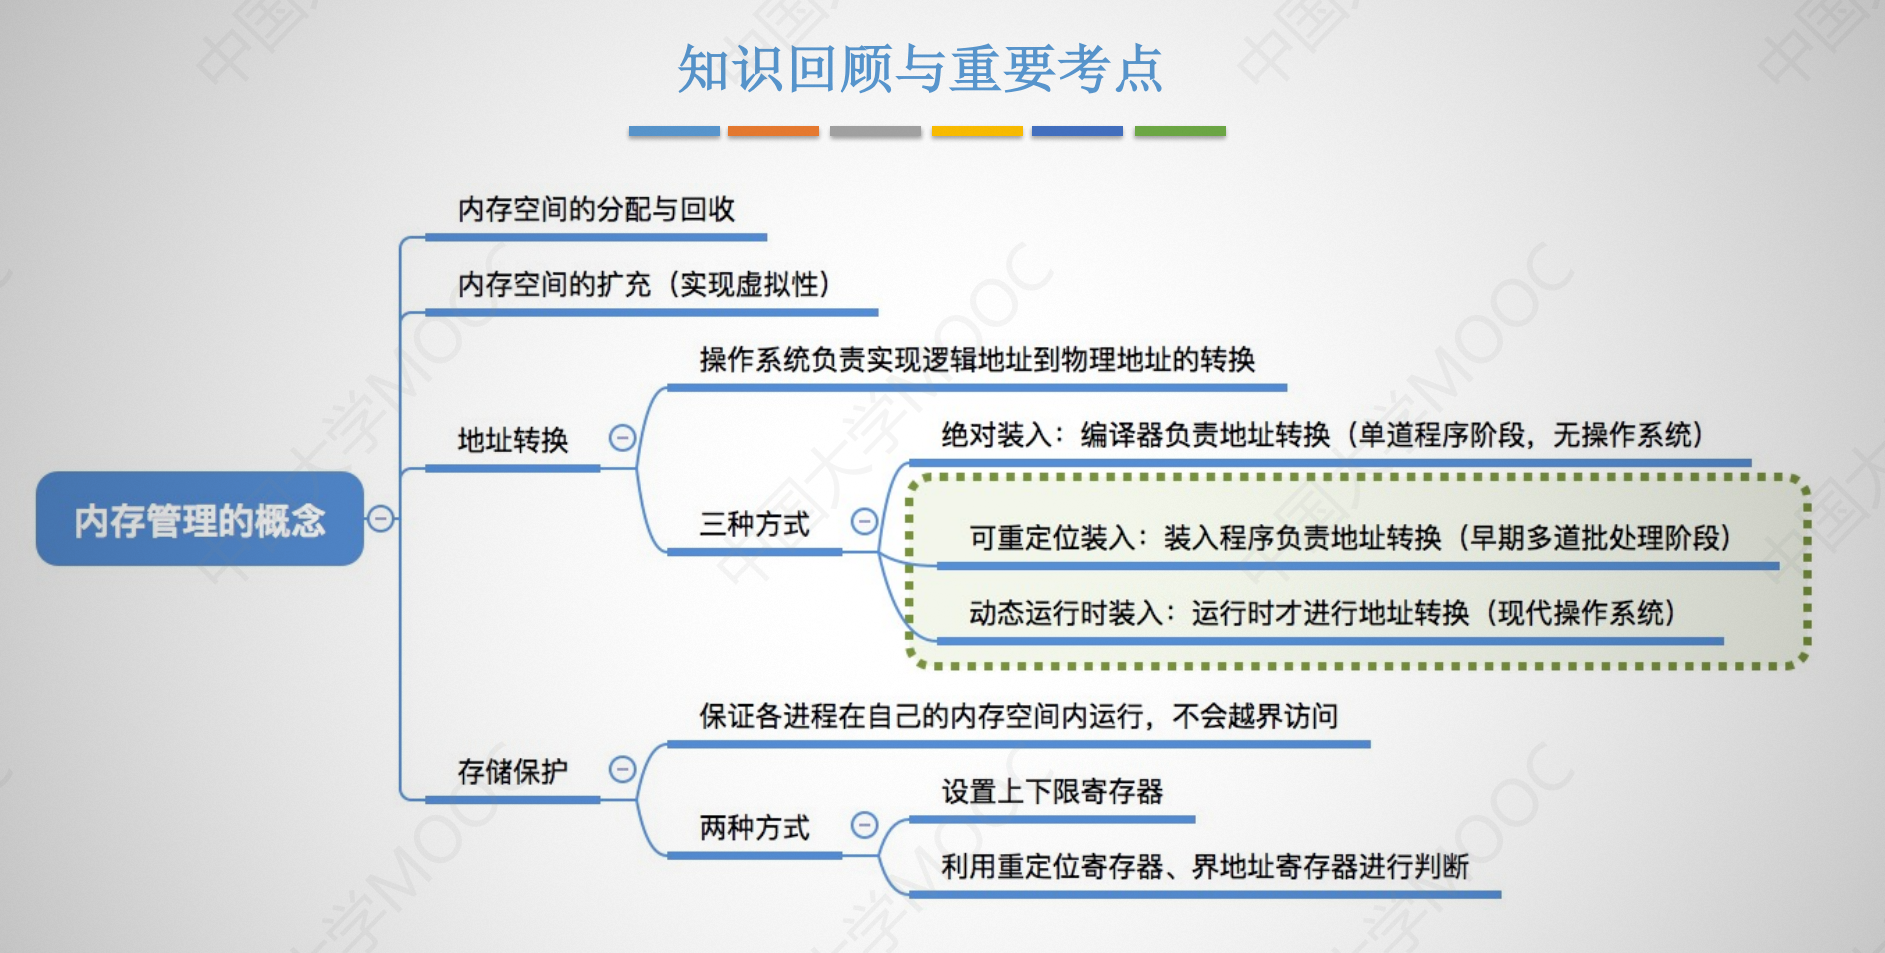 知识回顾与重要考点
内存空间的分配与回收
内存空间的扩充（实现虚拟性）
操作系统负责实现逻辑地址到物理地址的转换
绝对装入：编译器负责地址转换（单道程序阶段，无操作系统）
地址转换
内存管理的概念
三种方式
可重定位装入：装入程序负责地址转换（早期多道批处理阶段）
动态运行时装入：运行时才进行地址转换（现代操作系统）
保证各进程在自己的内存空间内运行，不会越界访问
存储保护
设置上下限寄存器
两种方式
利用重定位寄存器、界地址寄存器进行判断
中国大学MOOC